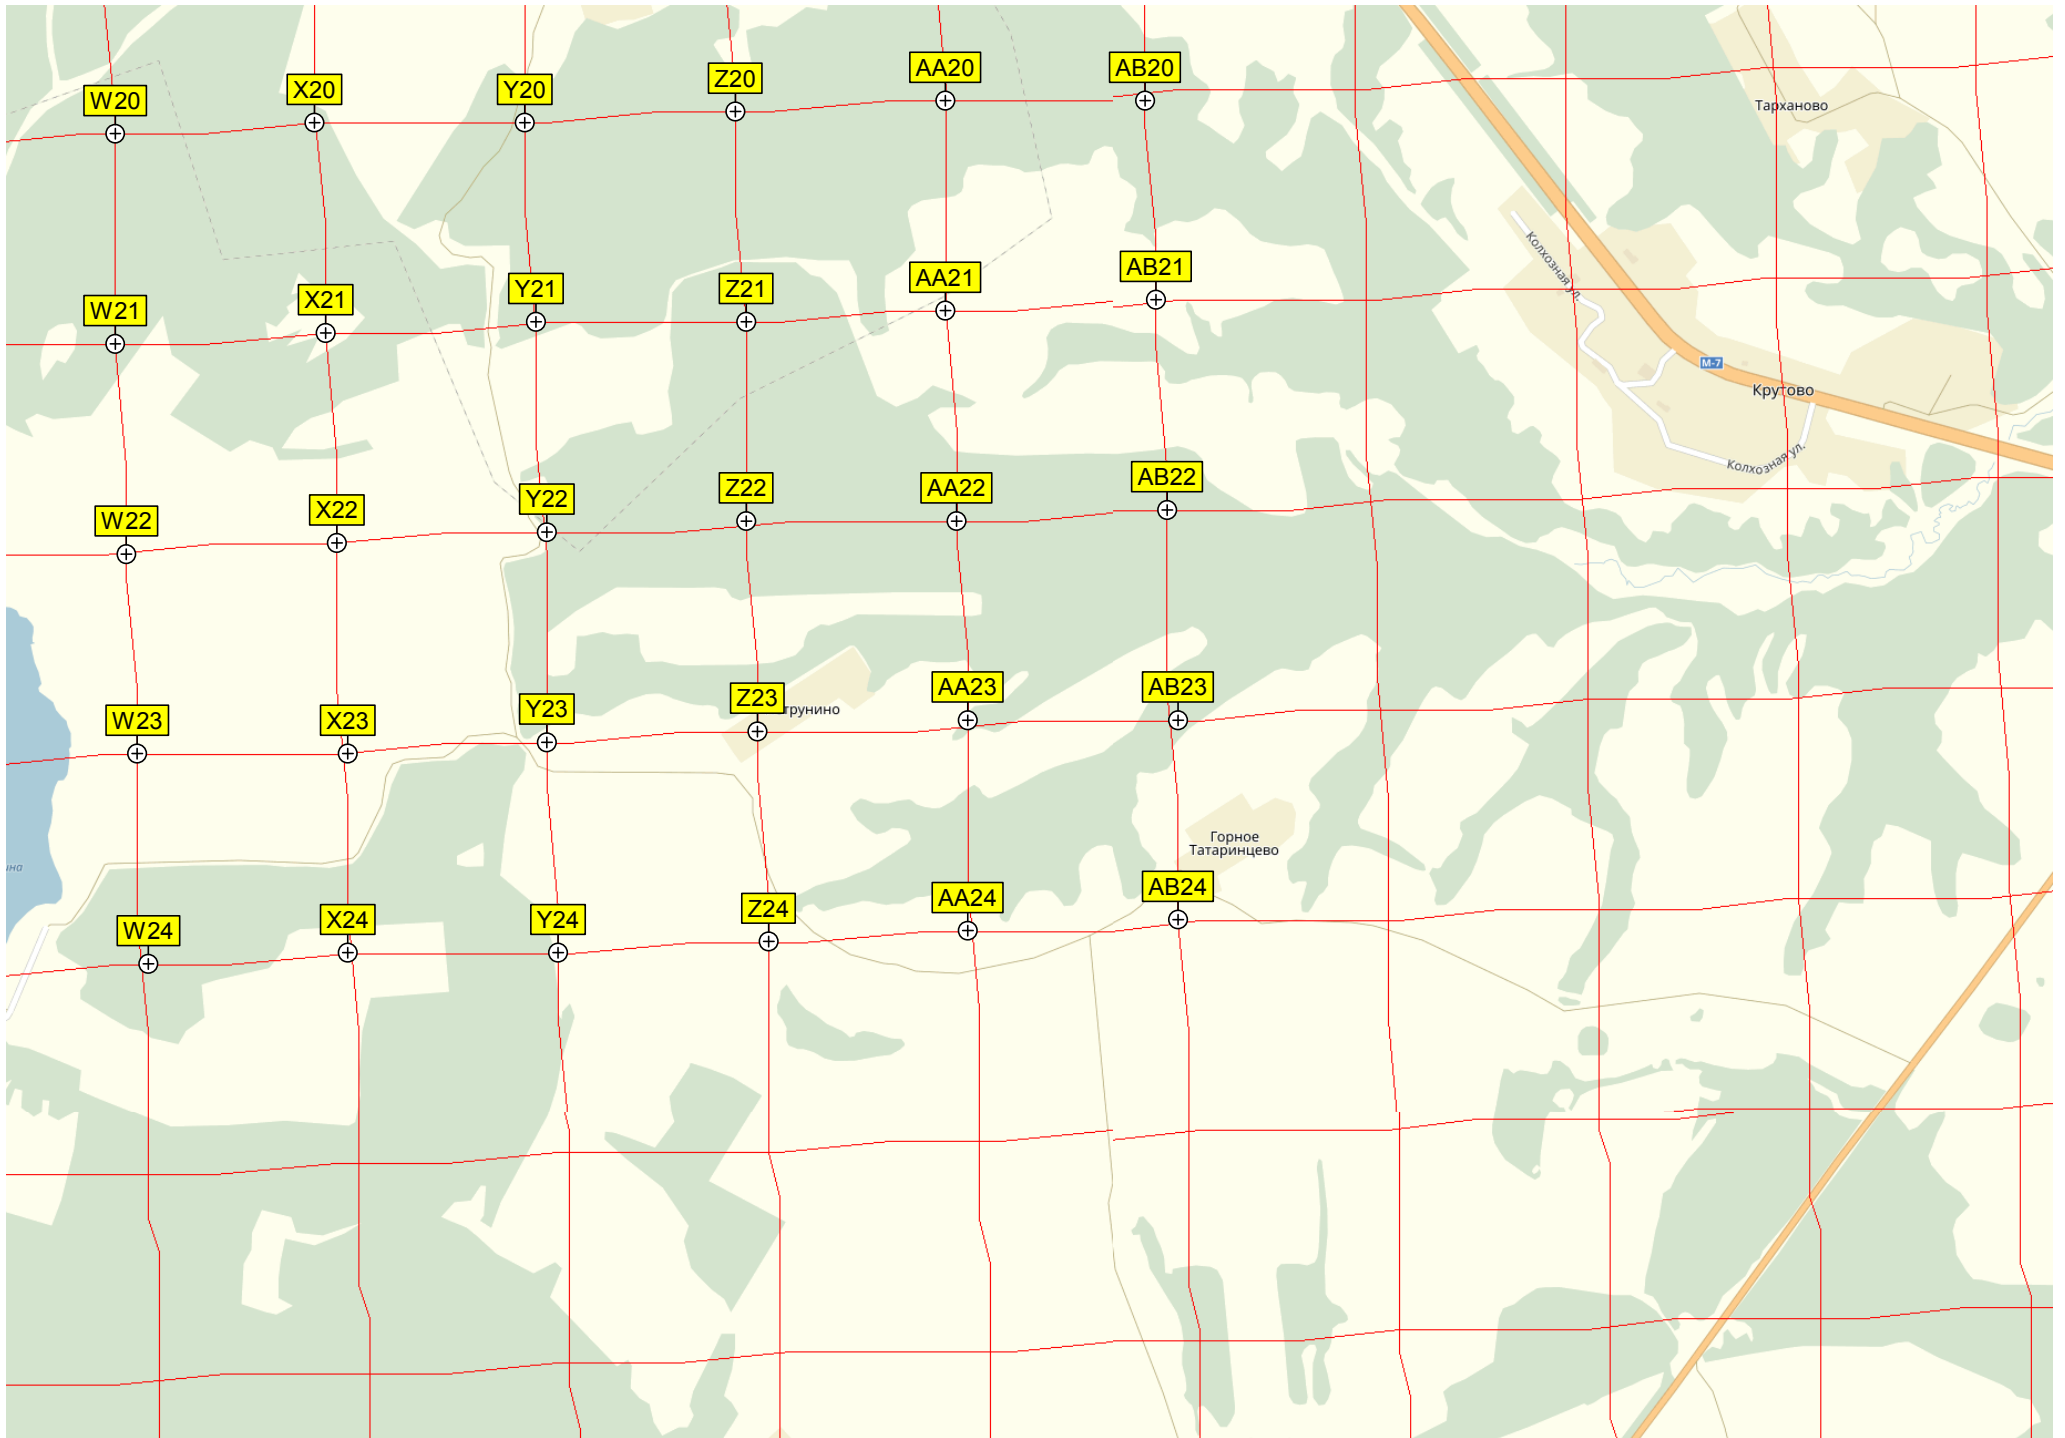 W20
X20
Y20
Z20
AA20
AB20
Тарханово
W21
X21
Y21
Z21
AA21
AB21
Колхозная ул.
М-7
Крутово
Колхозная ул.
W22
X22
Y22
Z22
AA22
AB22
W23
X23
Y23
Z23
трунино
AA23
AB23
Горное
Татаринцево
ина
W24
X24
Y24
Z24
AA24
AB24